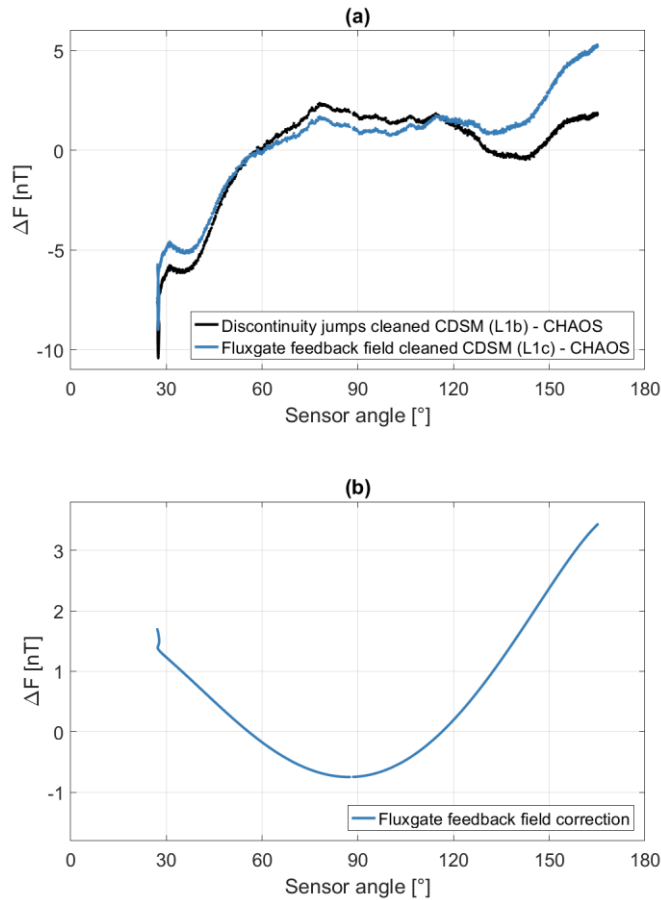 (a)
5
0
-5
-10
ΔF [nT]
Discontinuity jumps cleaned CDSM (L1b) - CHAOS
Fluxgate feedback field cleaned CDSM (L1c) - CHAOS
0 30 60 90 120 150 180
Sensor angle [°]
(b)
3
2
1
0
-1
ΔF [nT]
Fluxgate feedback field correction
0 30 60 90 120 150 180
Sensor angle [°]